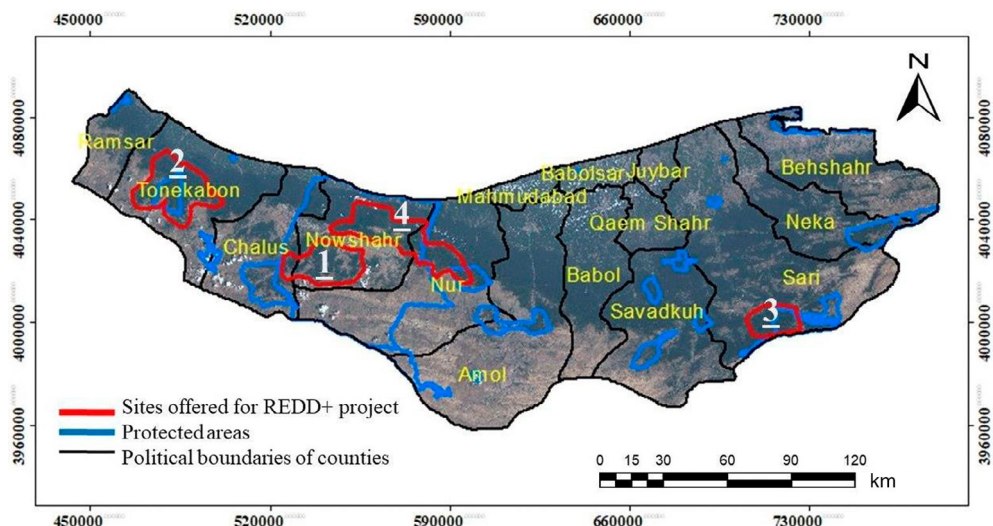 450000 520000 590000 660000 730000
N
4080000 4080000
Ramsar
2
Tonekabon
Babolsar Juybar
Behshahr
Mahmudabad
4040000 4040000
4
Qaem Shahr
Neka
Chalus
Nowshahr
1
Nur
Babol
Sari
Savadkuh
3
4000000 4000000
Amol
Sites offered for REDD+ project
Protected areas
Political boundaries of counties
3960000 3960000
0 15 30 60 90 120
km
450000 520000 590000 660000 730000